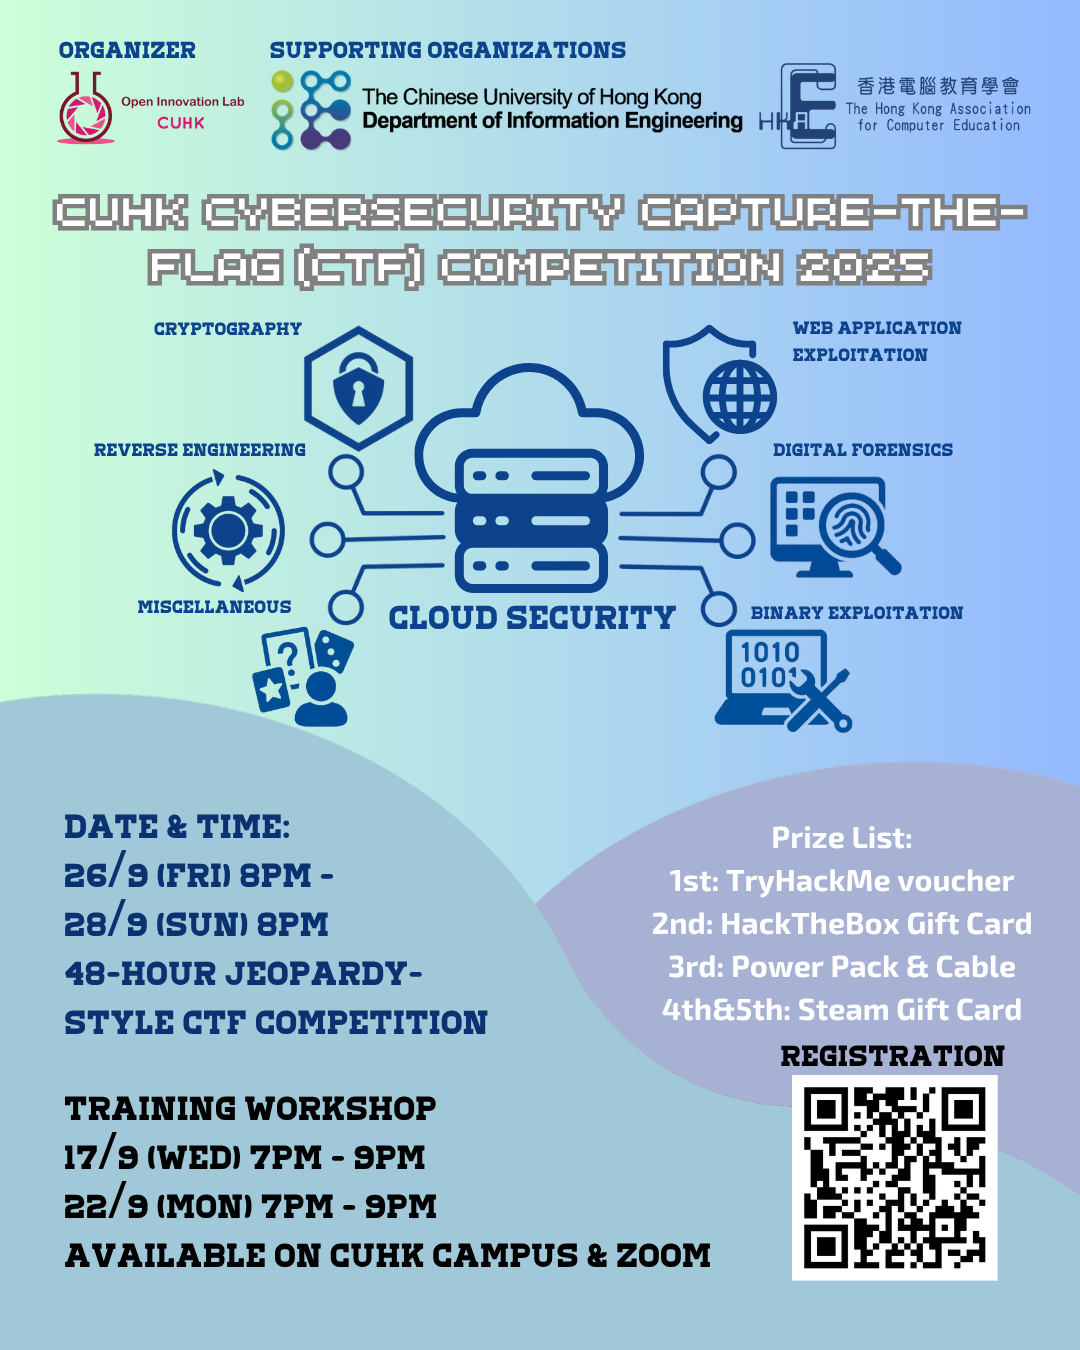 ORGANIZER
SUPPORTING ORGANIZATIONS
Open Innovation Lab
CUHK
The Chinese University of Hong Kong
Department of Information Engineering
HKACE
香港電腦教育學會
The Hong Kong Association
for Computer Education
CUHK CYBERSECURITY CAPTURE-THE-
FLAG (CTF) COMPETITION 2025
CRYPTOGRAPHY
WEB APPLICATION
EXPLOITATION
REVERSE ENGINEERING
DIGITAL FORENSICS
MISCELLANEOUS
CLOUD SECURITY
BINARY EXPLOITATION
?
1010
0101
DATE & TIME:
26/9 (FRI) 8PM -
28/9 (SUN) 8PM
48-HOUR JEOPARDY-
STYLE CTF COMPETITION
Prize List:
1st: TryHackMe voucher
2nd: HackTheBox Gift Card
3rd: Power Pack & Cable
4th&5th: Steam Gift Card
REGISTRATION
TRAINING WORKSHOP
17/9 (WED) 7PM - 9PM
22/9 (MON) 7PM - 9PM
AVAILABLE ON CUHK CAMPUS & ZOOM